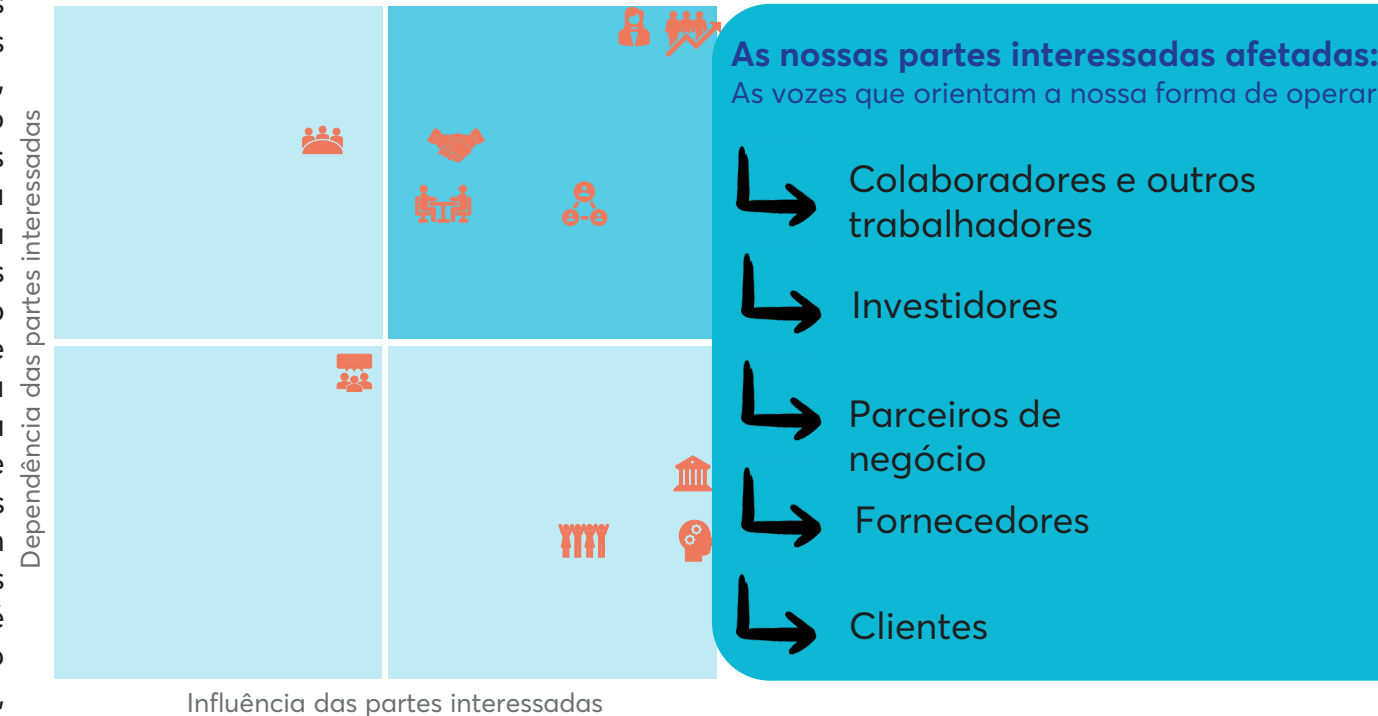 Dependência das partes interessadas
Influência das partes interessadas
As nossas partes interessadas afetadas:
As vozes que orientam a nossa forma de operar
Colaboradores e outros
trabalhadores
Investidores
Parceiros de
negócio
Fornecedores
Clientes